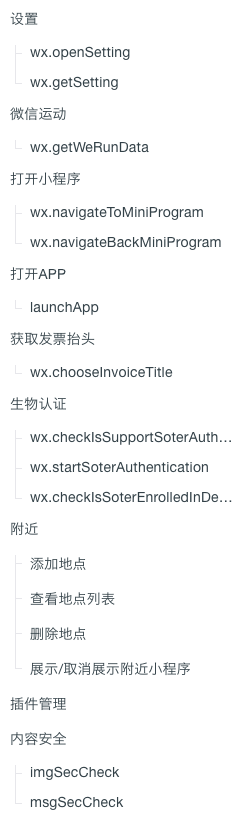 设置
wx.openSetting
wx.getSetting
微信运动
wx.getWeRunData
打开小程序
wx.navigateToMiniProgram
wx.navigateBackMiniProgram
打开APP
launchApp
获取发票抬头
wx.chooseInvoiceTitle
生物认证
wx.checkIsSupportSoterAuth...
wx.startSoterAuthentication
wx.checkIsSoterEnrolledInDe...
附近
添加地点
查看地点列表
删除地点
展示/取消展示附近小程序
插件管理
内容安全
imgSecCheck
msgSecCheck